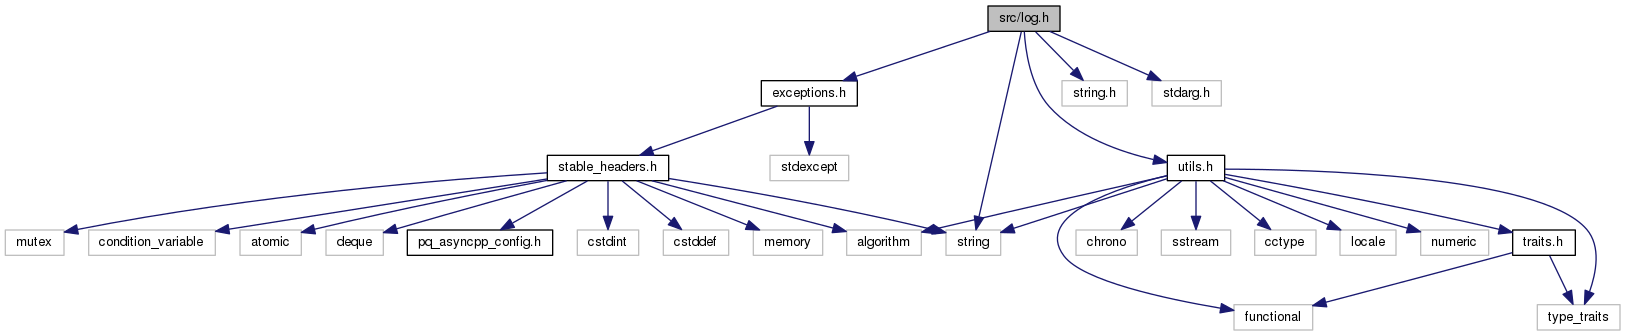 src/log.h
exceptions.h
string.h
stdarg.h
stable_headers.h
stdexcept
utils.h
mutex
condition_variable
atomic
deque
pq_asyncpp_config.h
cstdint
cstddef
memory
algorithm
string
chrono
sstream
cctype
locale
numeric
traits.h
functional
type_traits